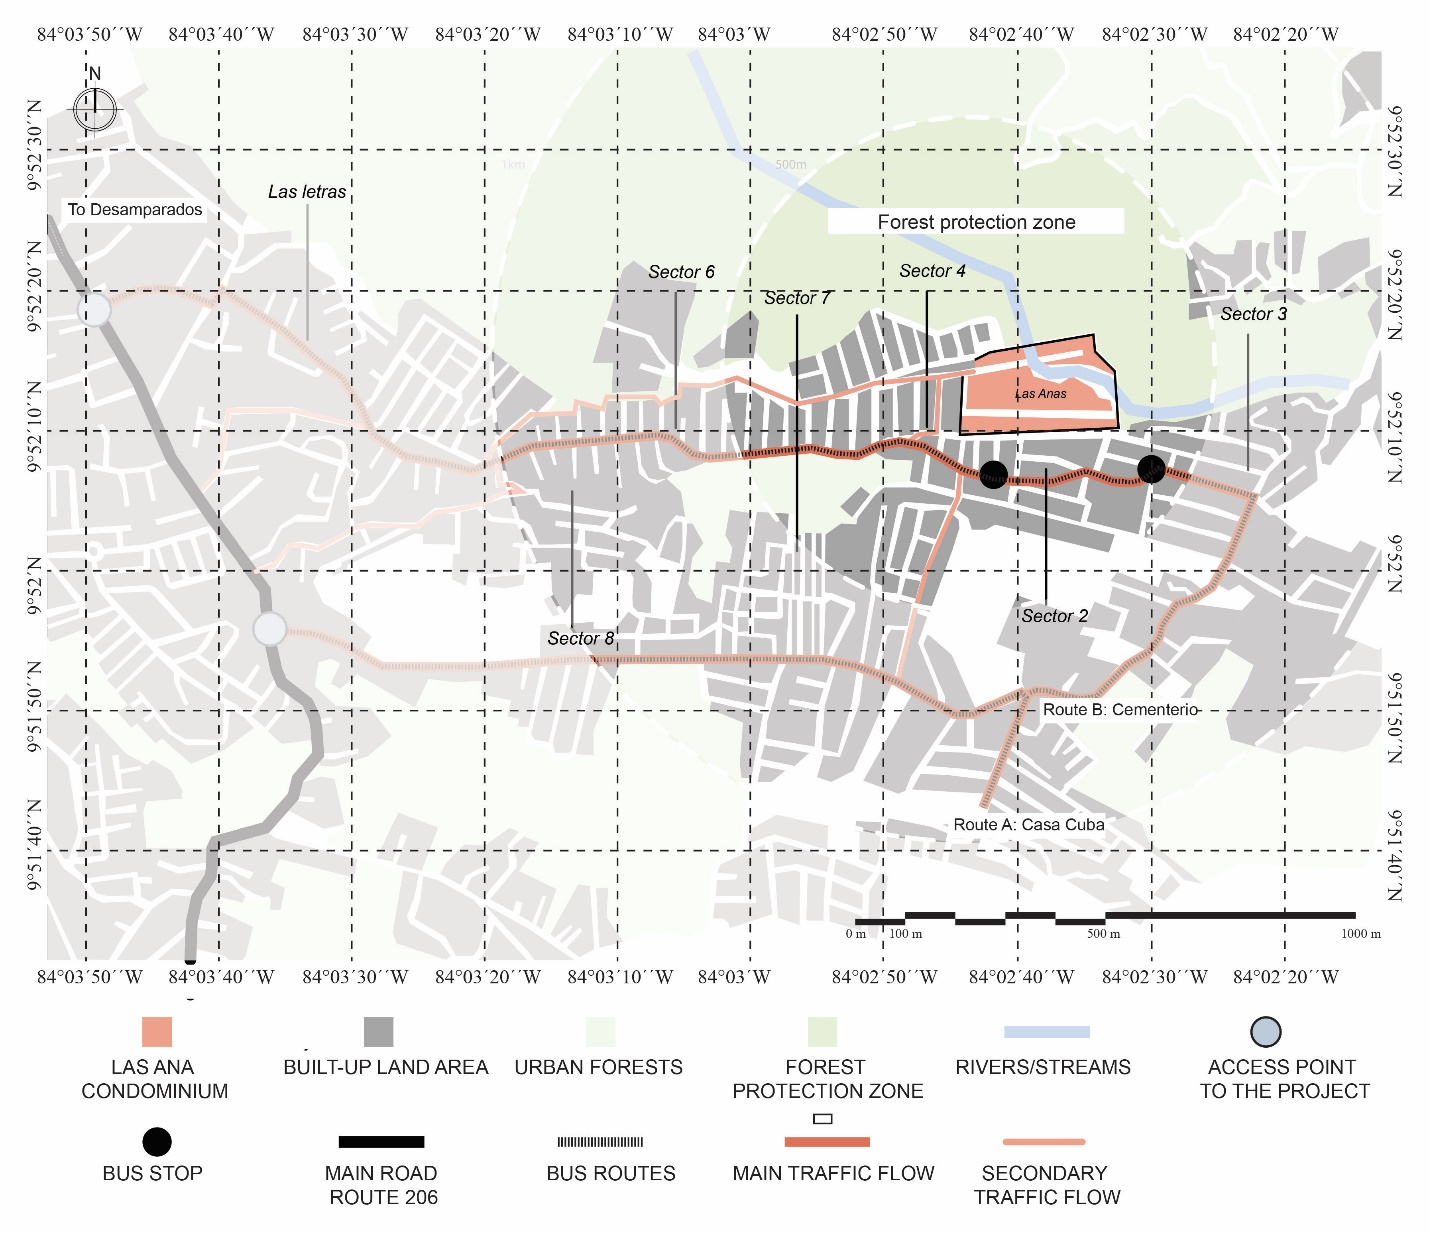 84°03´50´´W 84°03´40´´W 84°03´30´´W 84°03´20´´W 84°03´10´´W 84°03´W 84°02´50´´W 84°02´40´´W 84°02´30´´W 84°02´20´´W
N
9°52´30´´N
9°52´30´´N
1km
500m
Las letras
To Desamparados
Forest protection zone
9°52´20´´N
9°52´20´´N
Sector 6
Sector 4
Sector 7
Sector 3
Las Anas
9°52´10´´N
9°52´10´´N
9°52´N
9°52´N
Sector 2
Sector 8
9°51´50´´N
9°51´50´´N
Route B: Cementerio
Route A: Casa Cuba
9°51´40´´N
9°51´40´´N
0 m 100 m 500 m 1000 m
84°03´50´´W 84°03´40´´W 84°03´30´´W 84°03´20´´W 84°03´10´´W 84°03´W 84°02´50´´W 84°02´40´´W 84°02´30´´W 84°02´20´´W
LAS ANA
CONDOMINIUM
BUILT-UP LAND AREA
URBAN FORESTS
FOREST
PROTECTION ZONE
RIVERS/STREAMS
ACCESS POINT
TO THE PROJECT
BUS STOP
MAIN ROAD
ROUTE 206
BUS ROUTES
MAIN TRAFFIC FLOW
SECONDARY
TRAFFIC FLOW